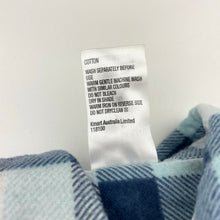 COTTON
WASH SEPARATELY BEFORE
USE
WARM GENTLE MACHINE WASH
WITH SIMILAR COLOURS
DO NOT BLEACH
DRY IN SHADE
WARM IRON ON REVERSE SIDE
DO NOT DRYCLEAN
Kmart Australia Limited
118100